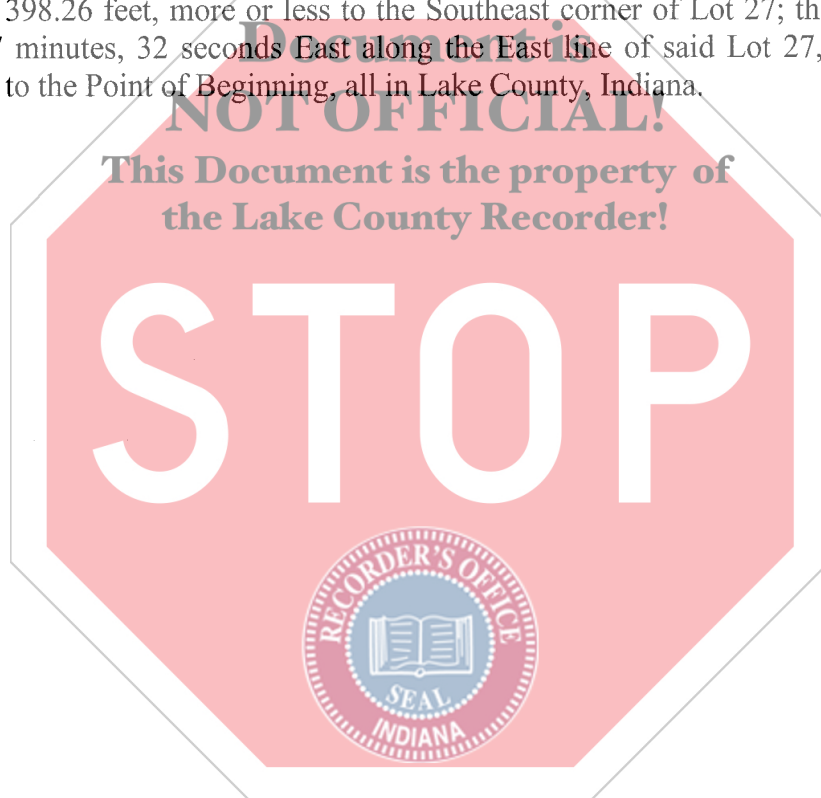 398.26 feet, more or less to the Southeast corner of Lot 27; th
minutes, 32 seconds East along the East line of said Lot 27,
to the Point of Beginning, all in Lake County, Indiana.
Document is
NOT OFFICIAL!
This Document is the property of
the Lake County Recorder!
STOP
RECORDER'S OFFICE
SEAL
INDIANA